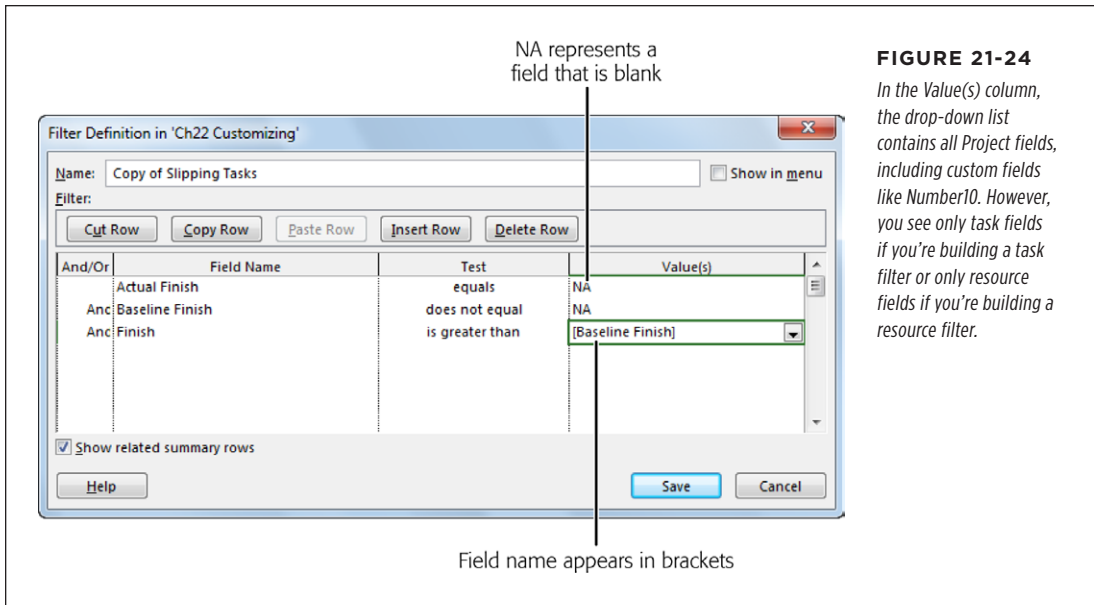 NA represents a
field that is blank
FIGURE 21-24
In the Value(s) column,
the drop-down list
contains all Project fields,
including custom fields
like Number10. However,
you see only task fields
if you're building a task
filter or only resource
fields if you're building a
resource filter.
Filter Definition in 'Ch22 Customizing'
Name: Copy of Slipping Tasks Show in menu
Filter:
Cut Row Copy Row Paste Row Insert Row Delete Row
And/Or Field Name Test Value(s)
Actual Finish equals NA
And Baseline Finish does not equal NA
And Finish is greater than [Baseline Finish]
Show related summary rows
Help Save Cancel
Field name appears in brackets